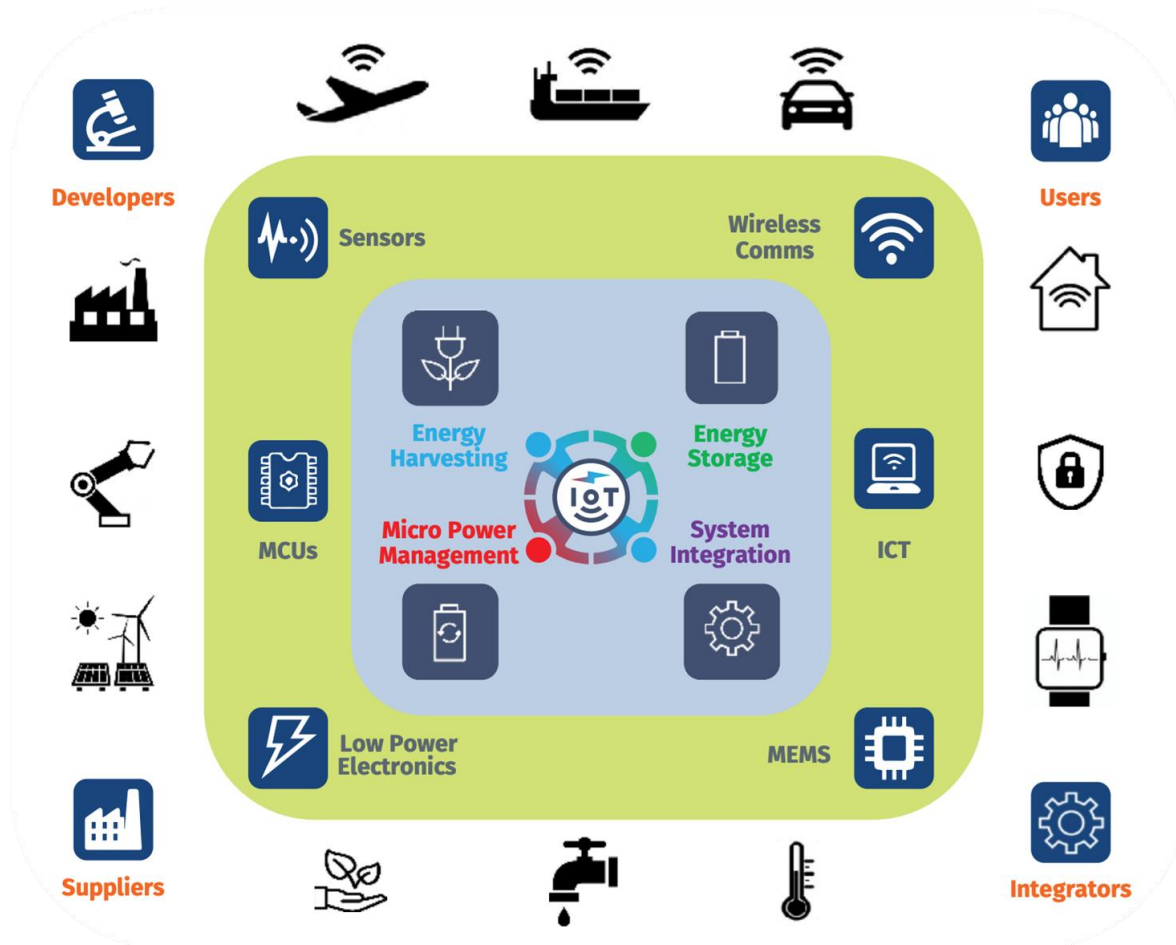 Developers
Users
Sensors
Wireless
Comms
Energy
Harvesting
Energy
Storage
IoT
MCUs
Micro Power
Management
System
Integration
ICT
Low Power
Electronics
MEMS
Suppliers
Integrators